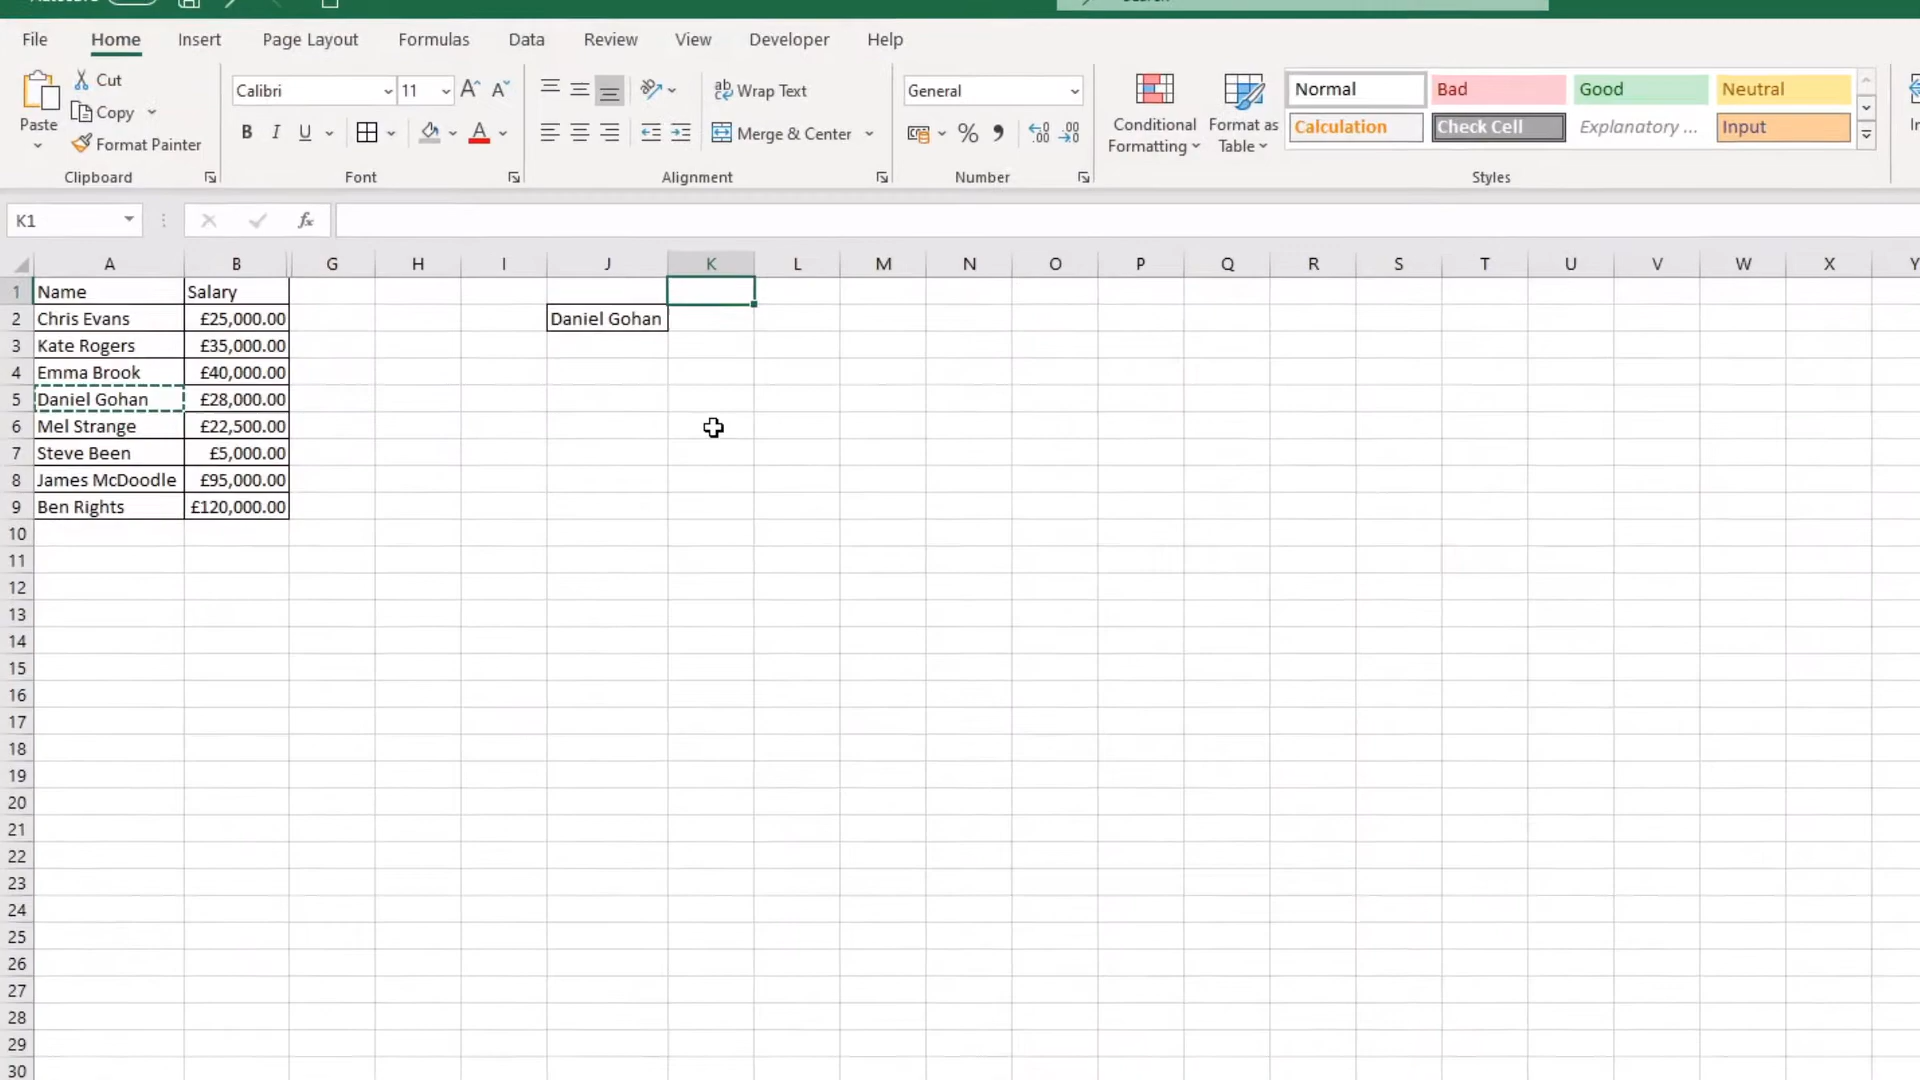 File Home Insert Page Layout Formulas Data Review View Developer Help
Paste
Cut
Copy
Format Painter
Clipboard
Calibri 11 A A
B I U A
Font
ab Wrap Text
Merge & Center
Alignment
General
% 9 .00 .00
Number
Conditional Formatting
Format as Table
Normal Bad Good Neutral
Calculation Check Cell Explanatory ... Input
Styles
K1 fx
A B G H I J K L M N O P Q R S T U V W X Y
1 Name Salary
2 Chris Evans £25,000.00 Daniel Gohan
3 Kate Rogers £35,000.00
4 Emma Brook £40,000.00
5 Daniel Gohan £28,000.00
6 Mel Strange £22,500.00
7 Steve Been £5,000.00
8 James McDoodle £95,000.00
9 Ben Rights £120,000.00
10
11
12
13
14
15
16
17
18
19
20
21
22
23
24
25
26
27
28
29
30